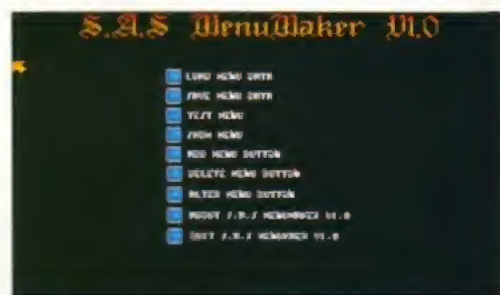 S.A.S MenuMaker V1.0
LOAD MENU DATA
SAVE MENU DATA
TEST MENU
SHOW MENU
ADD MENU BUTTON
DELETE MENU BUTTON
ALTER MENU BUTTON
ABOUT S.A.S MENUMAKER V1.0
QUIT S.A.S MENUMAKER V1.0